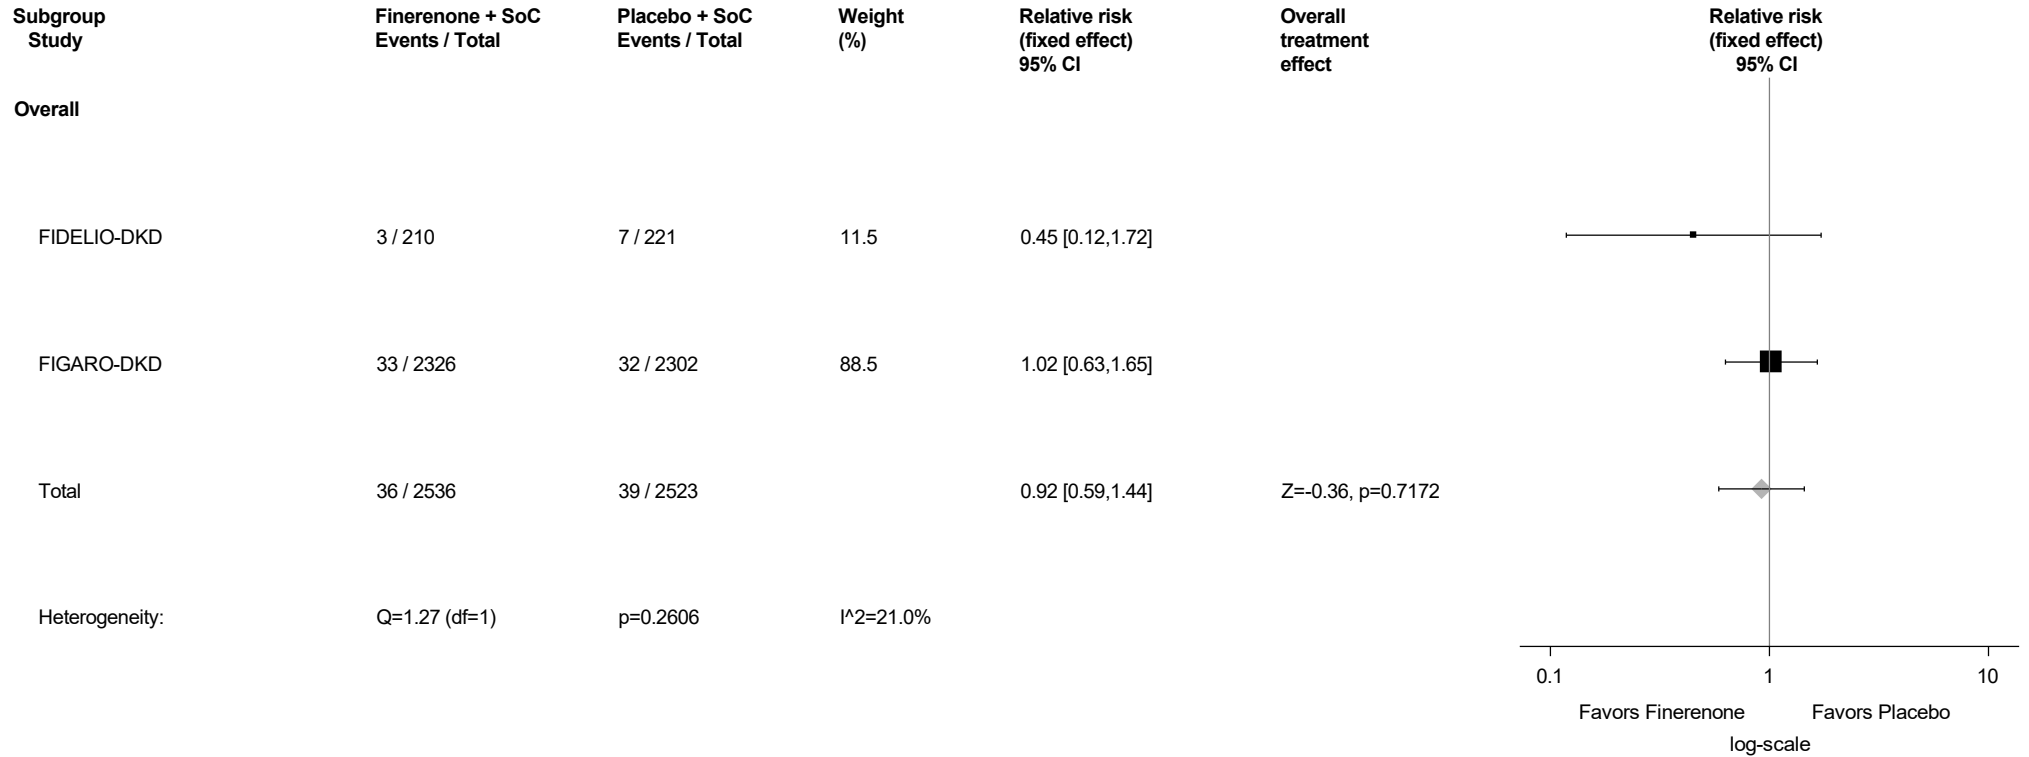 Subgroup Finerenone + SoC Placebo + SoC Weight Relative risk Overall Relative risk
Study Events / Total Events / Total (%) (fixed effect) treatment (fixed effect)
95% CI effect 95% CI
Overall
FIDELIO-DKD 3 / 210 7 / 221 11.5 0.45 [0.12,1.72]
FIGARO-DKD 33 / 2326 32 / 2302 88.5 1.02 [0.63,1.65]
Total 36 / 2536 39 / 2523 0.92 [0.59,1.44] Z=-0.36, p=0.7172
Heterogeneity: Q=1.27 (df=1) p=0.2606 I^2=21.0%
0.1 1 10
Favors Finerenone Favors Placebo
log-scale